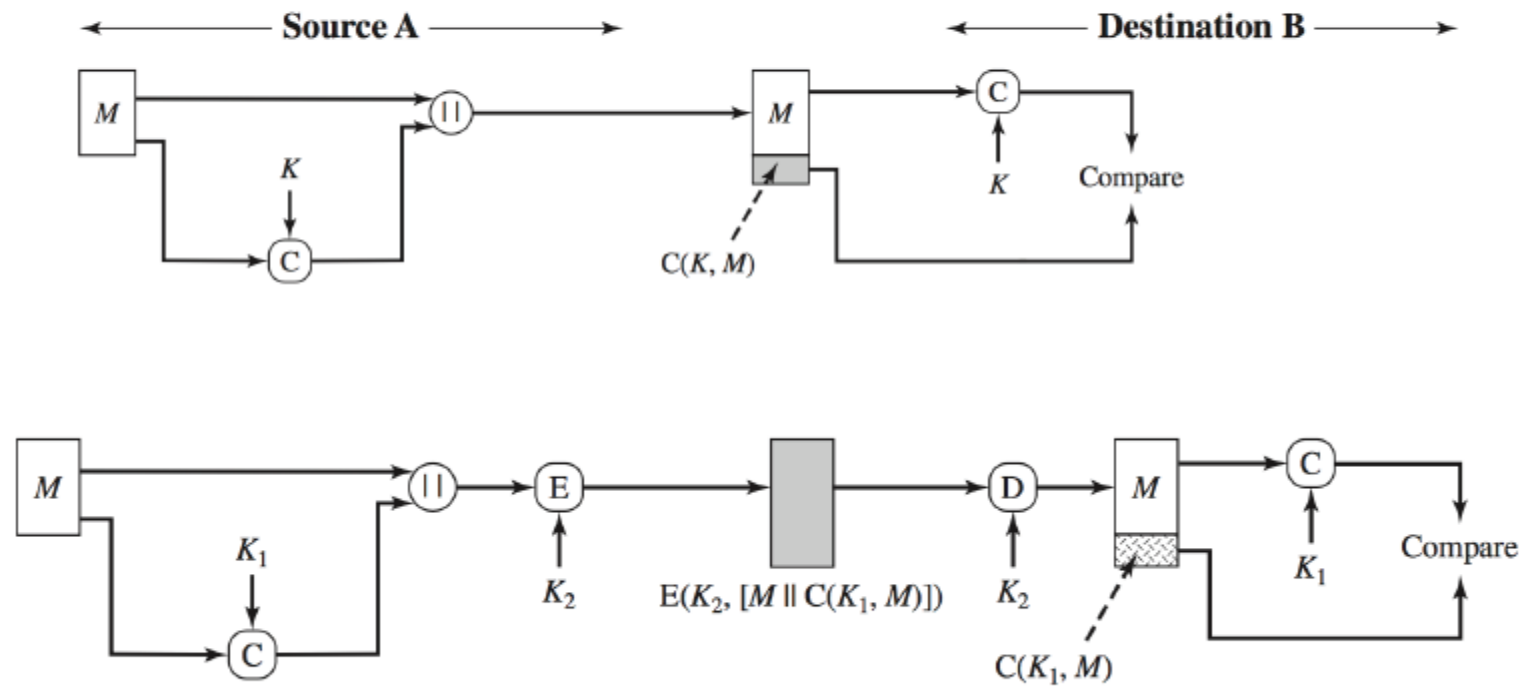 Source A
Destination B
M
||
M
C
K
K
Compare
C
C(K, M)
M
||
E
D
M
C
K₁
K₂
E(K₂, [M || C(K₁, M)])
K₂
K₁
Compare
C
C(K₁, M)